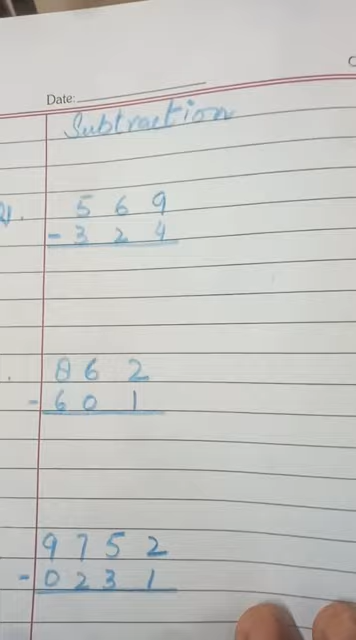 Date:
Subtraction
5 6 9
- 3 2 4
8 6 2
- 6 0 1
9 7 5 2
- 0 2 3 1